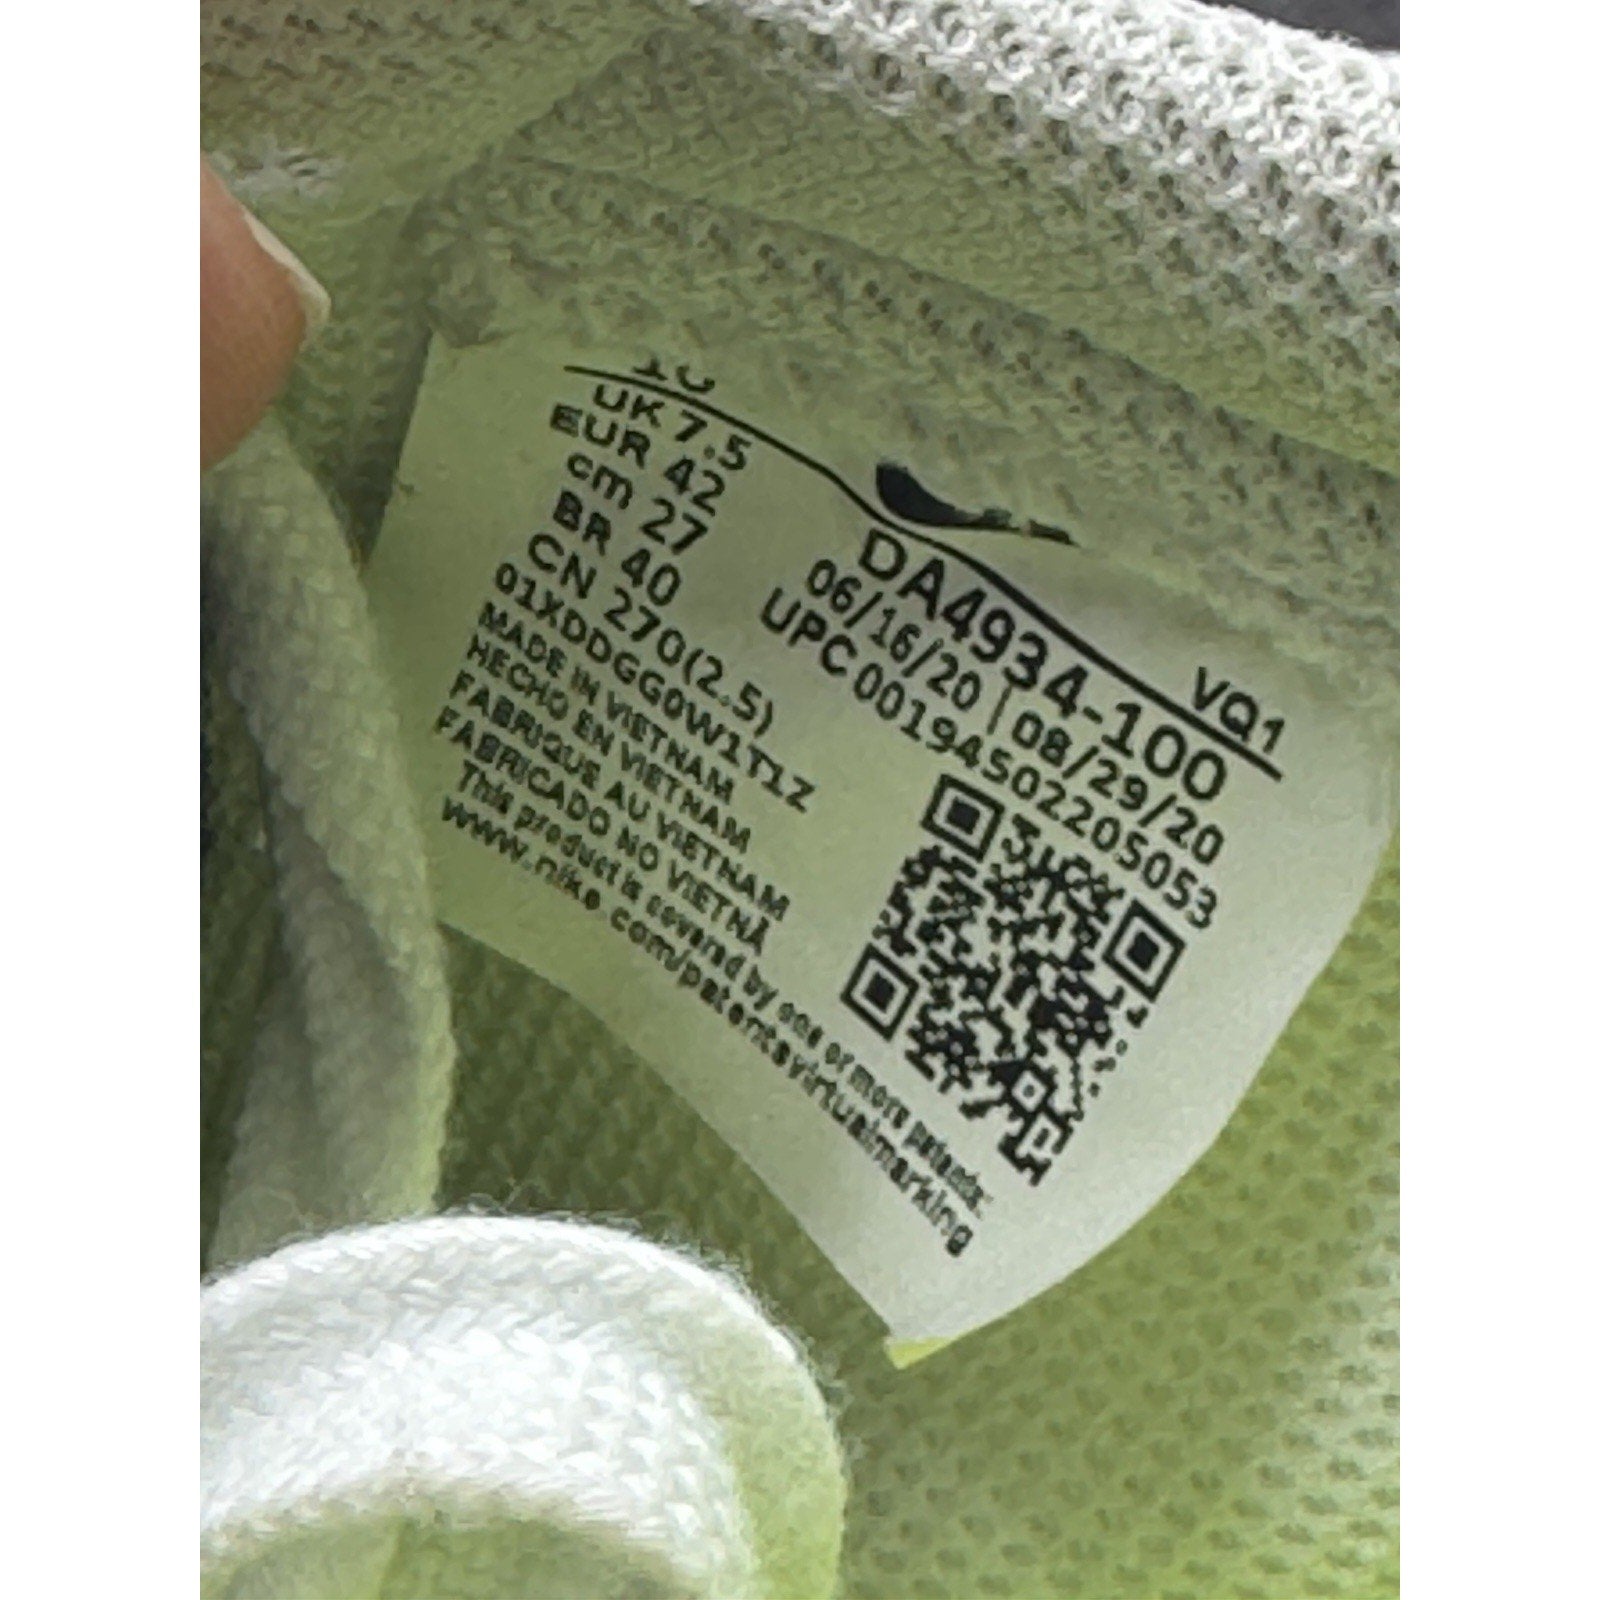 UK 7.5
EUR 42
cm 27
BR 40
CN 270(2.5)
01XDDGG0W1T1Z
MADE IN VIETNAM
HECHO EN VIETNAM
FABRIQUE AU VIETNAM
FABRICADO NO VIETNÃ
This product is covered by one or more patents.
www.nike.com/patentsvirtualmarking
VQ1
DA4934-100
06/16/20 | 08/29/20
UPC 00194502205053